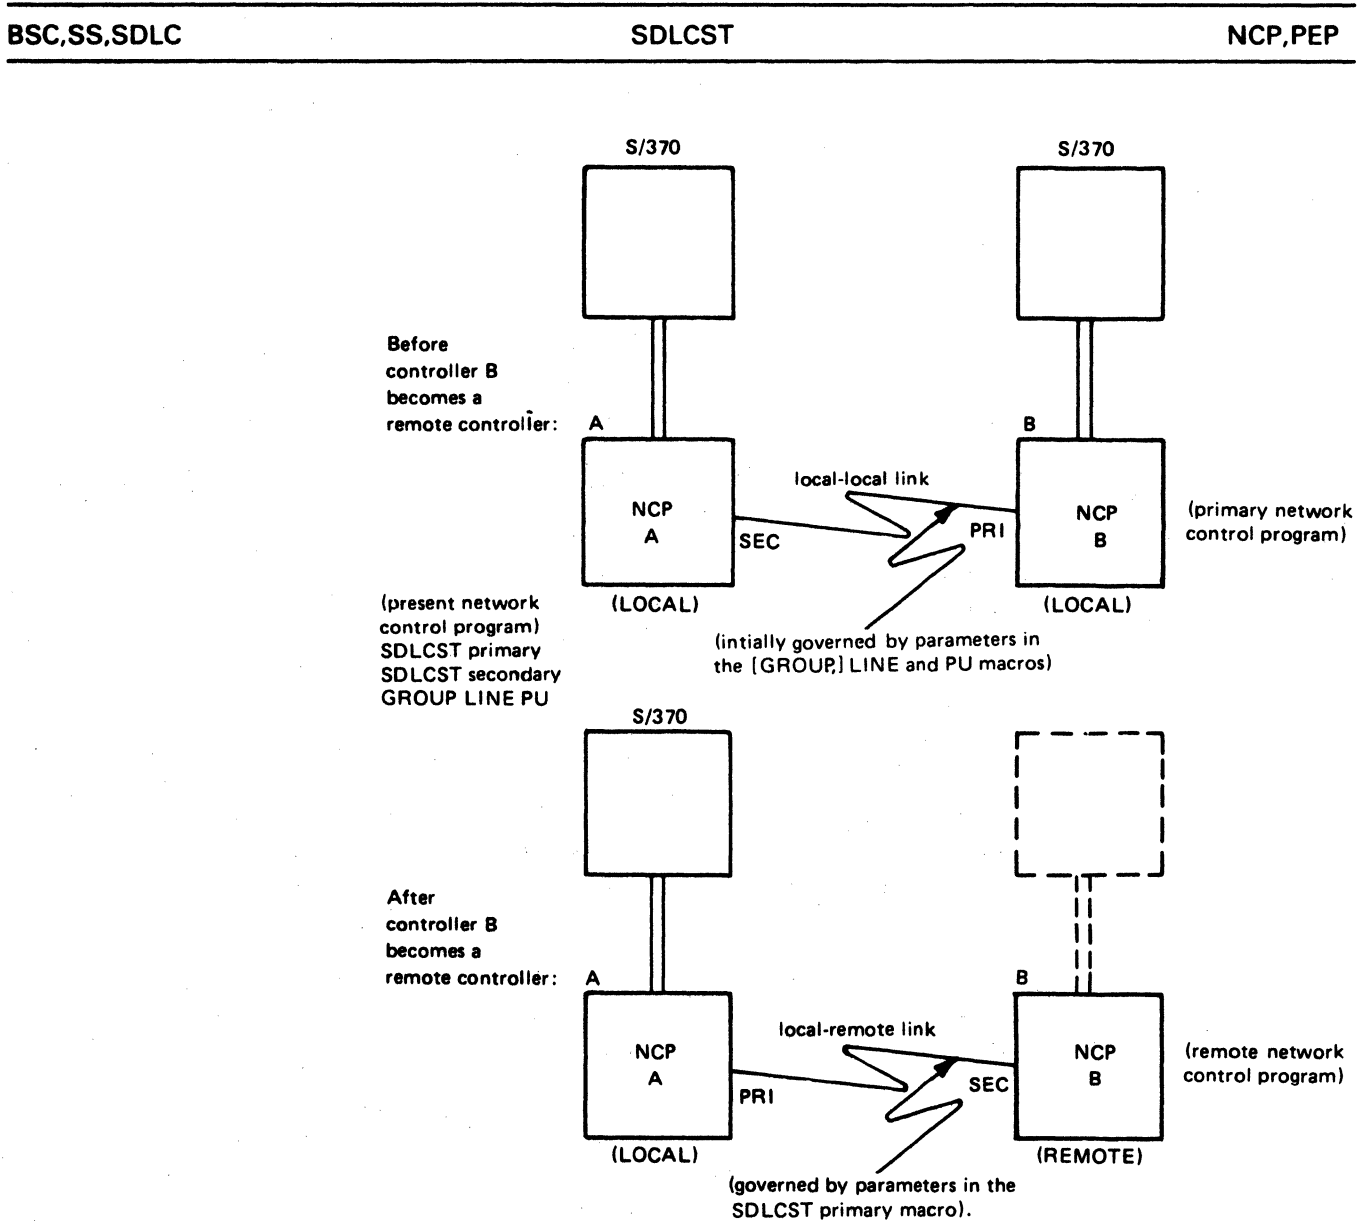 BSC,SS,SDLC
SDLCST
NCP,PEP
S/370
S/370
Before
controller B
becomes a
remote controller:
A
B
local-local link
NCP
A
SEC
PRI
NCP
B
(primary network
control program)
(present network
control program)
SDLCST primary
SDLCST secondary
GROUP LINE PU
(LOCAL)
(LOCAL)
(intially governed by parameters in
the [GROUP,] LINE and PU macros)
S/370
After
controller B
becomes a
remote controller:
A
B
local-remote link
NCP
A
PRI
SEC
NCP
B
(remote network
control program)
(LOCAL)
(REMOTE)
(governed by parameters in the
SDLCST primary macro).